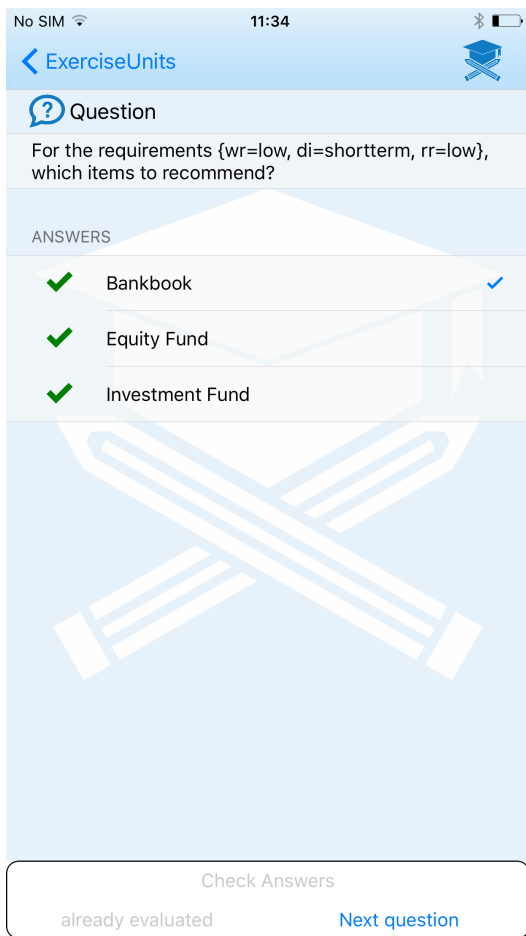 No SIM 11:34
ExerciseUnits
? Question
For the requirements {wr=low, di=shortterm, rr=low},
which items to recommend?
ANSWERS
Bankbook
Equity Fund
Investment Fund
Check Answers
already evaluated Next question